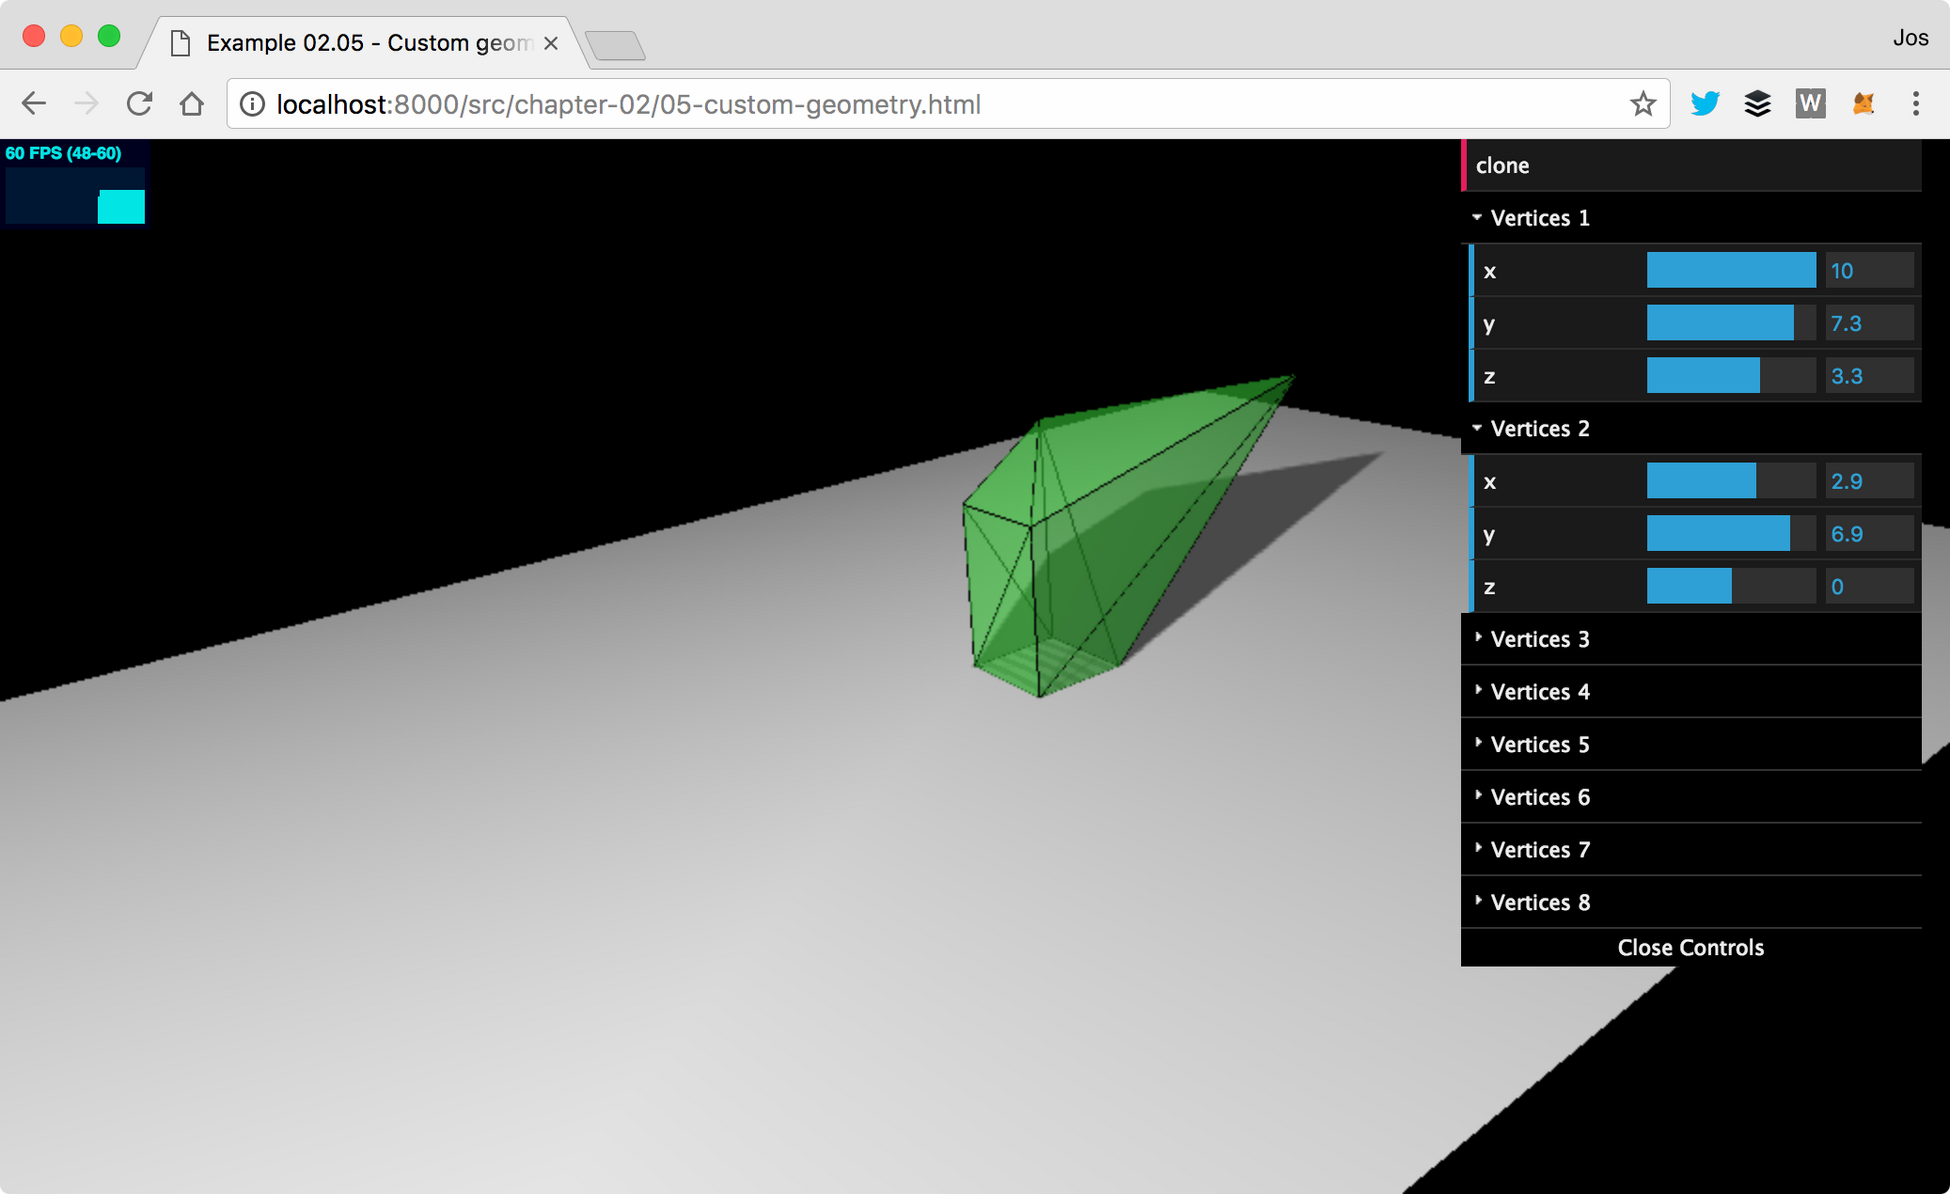 Example 02.05 - Custom geom
Jos
localhost:8000/src/chapter-02/05-custom-geometry.html
W
60 FPS (48-60)
clone
Vertices 1
x 10
y 7.3
z 3.3
Vertices 2
x 2.9
y 6.9
z 0
Vertices 3
Vertices 4
Vertices 5
Vertices 6
Vertices 7
Vertices 8
Close Controls